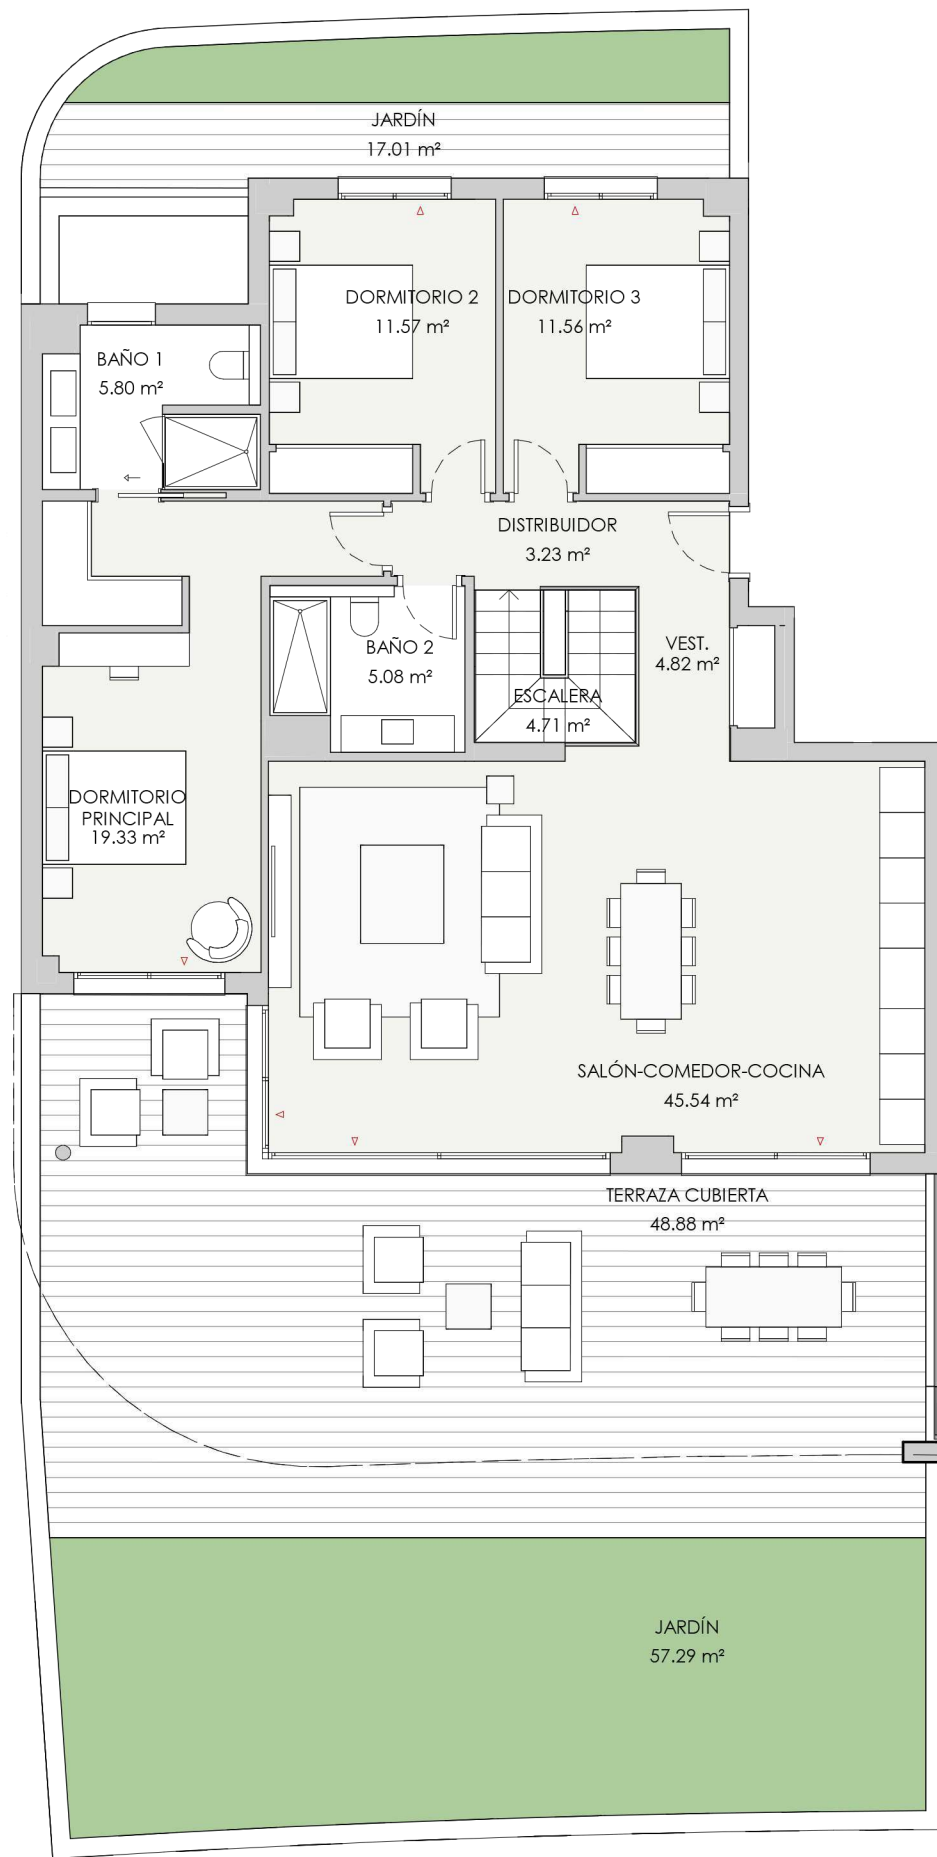 JARDÍN
17.01 m²
DORMITORIO 2
11.57 m²
DORMITORIO 3
11.56 m²
BAÑO 1
5.80 m²
DISTRIBUIDOR
3.23 m²
BAÑO 2
5.08 m²
VEST.
4.82 m²
ESCALERA
4.71 m²
DORMITORIO
PRINCIPAL
19.33 m²
SALÓN-COMEDOR-COCINA
45.54 m²
TERRAZA CUBIERTA
48.88 m²
JARDÍN
57.29 m²